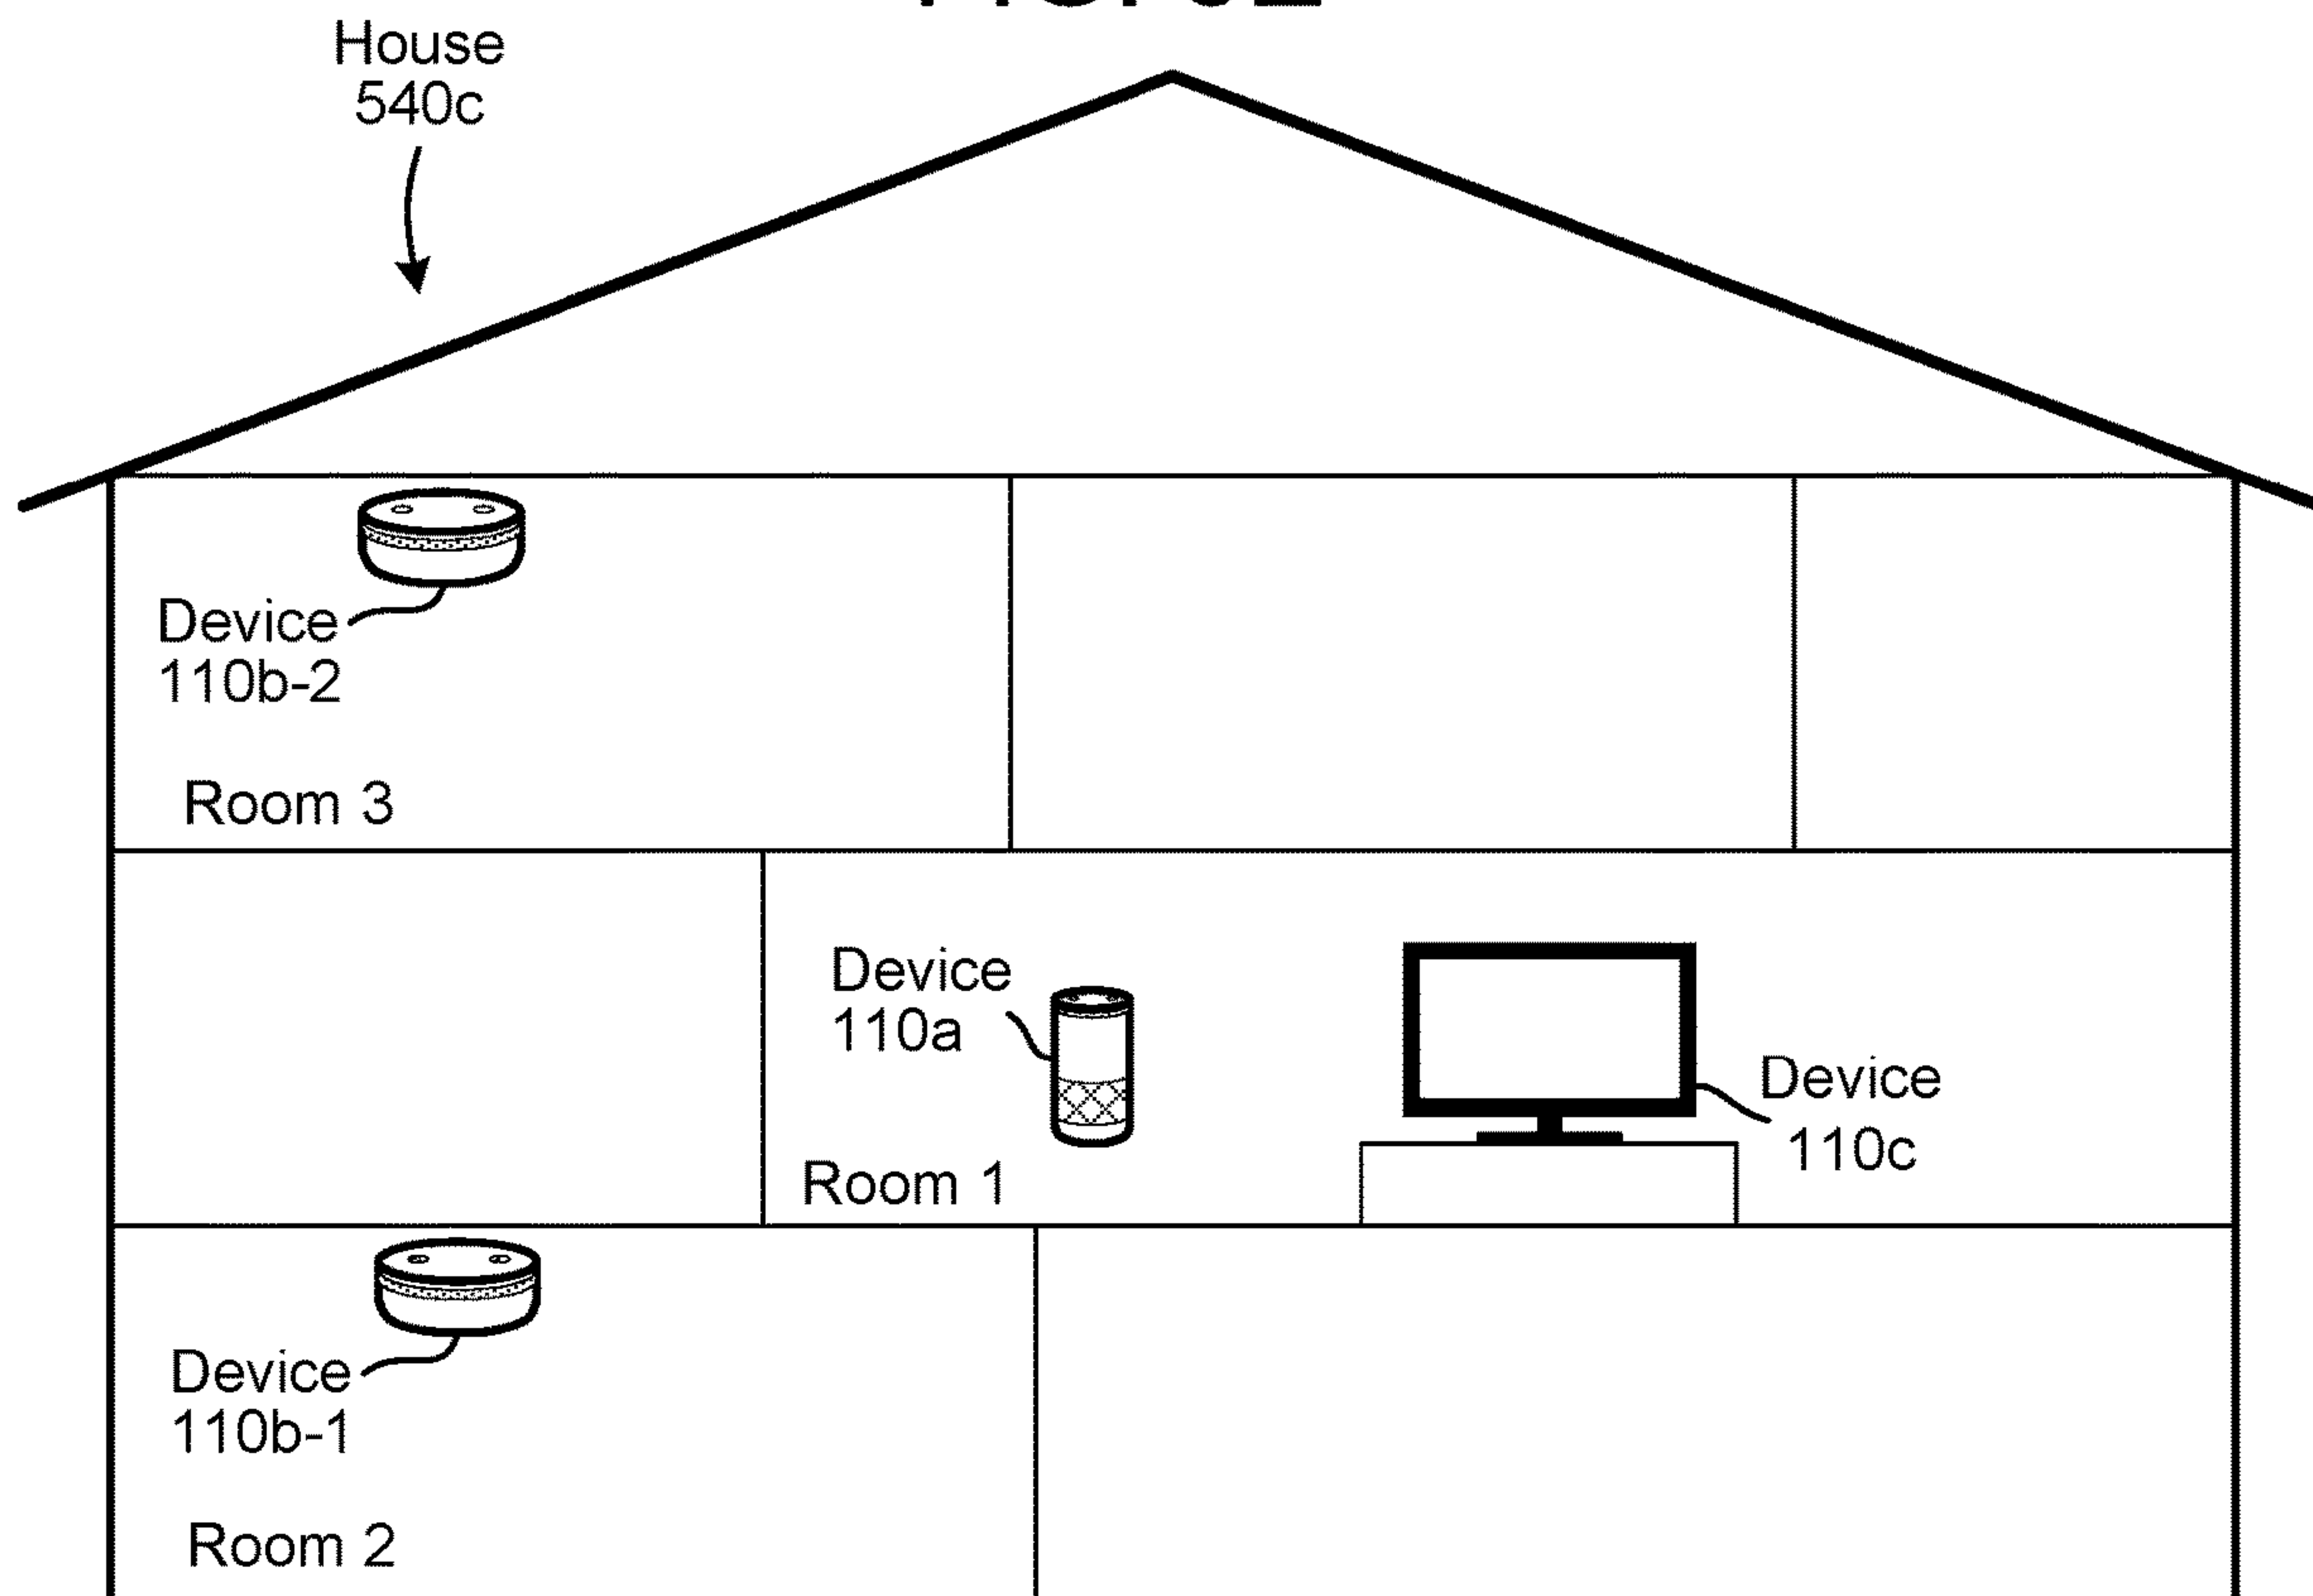 House
540c
Device
110b-2
Room 3
Device
110a
Device
110c
Room 1
Device
110b-1
Room 2